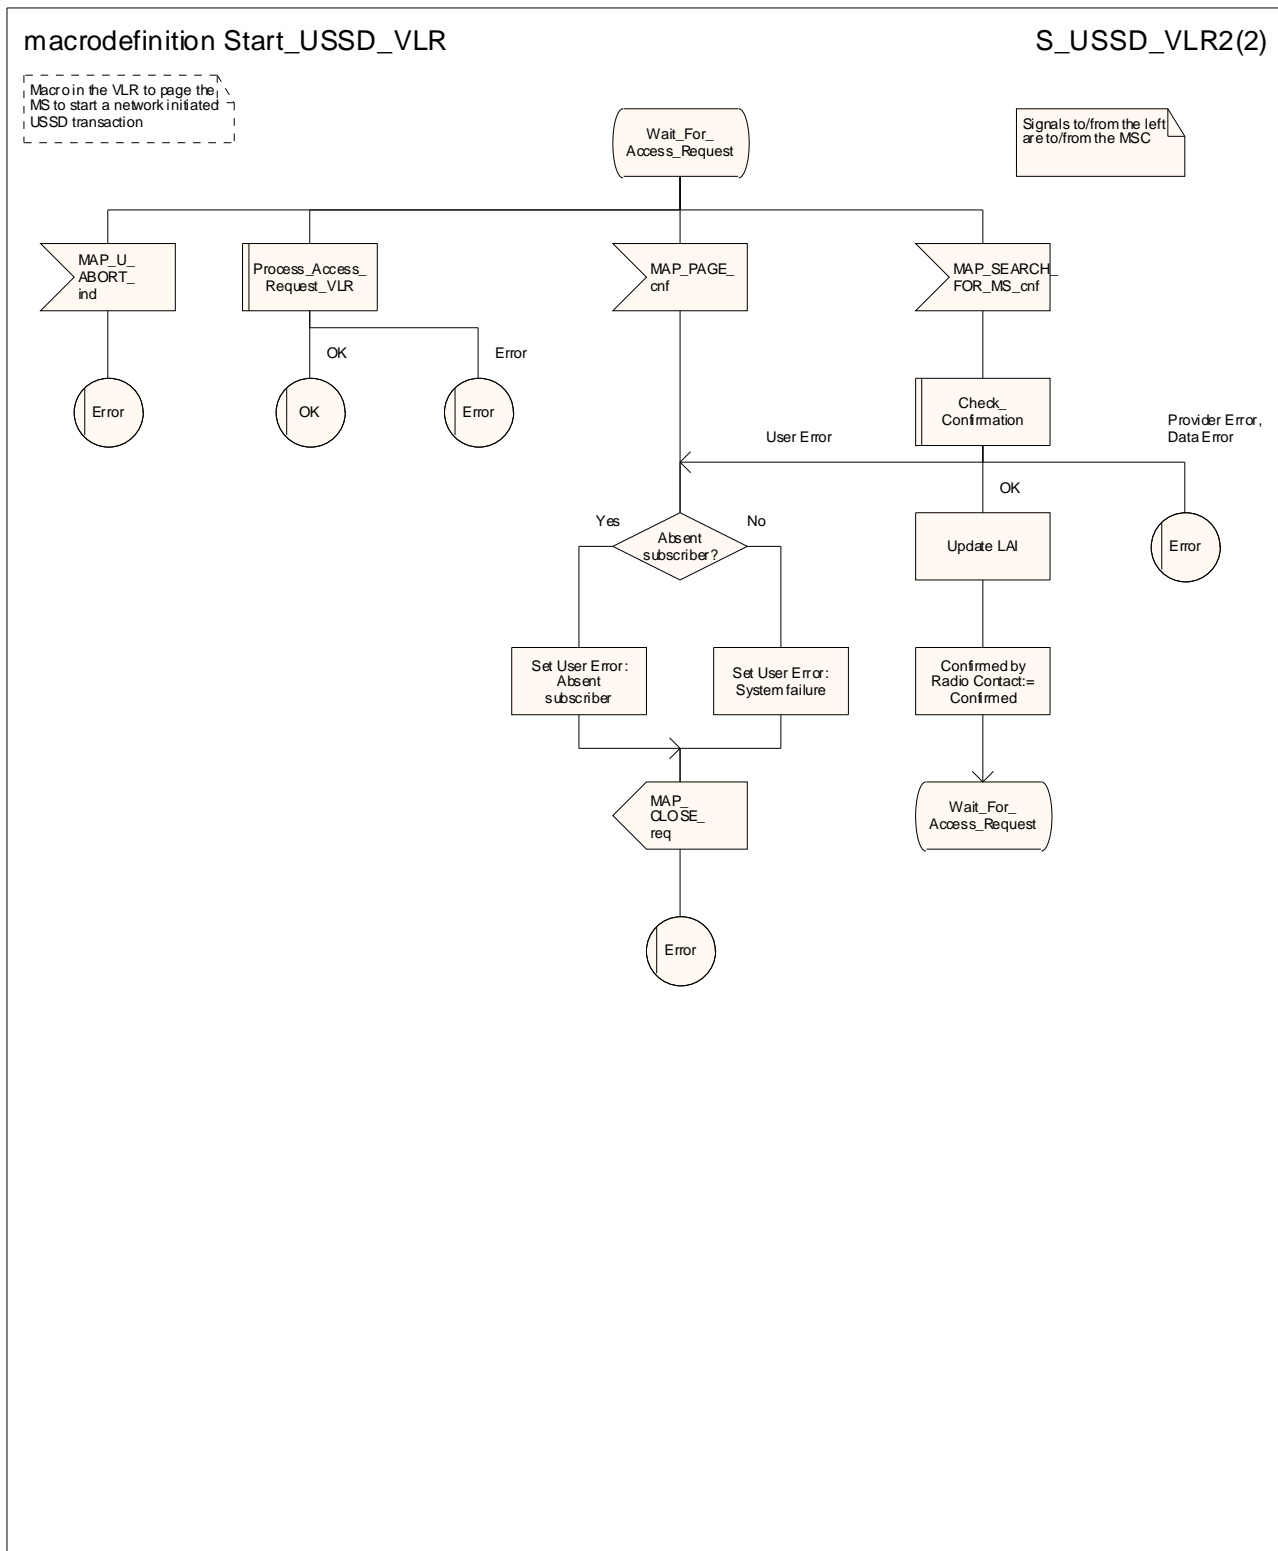 macrodefinition Start_USSD_VLR
S_USSD_VLR2(2)
Macro in the VLR to page the
MS to start a network initiated
USSD transaction
Wait_For_
Access_Request
Signals to/from the left
are to/from the MSC
MAP_U_
ABORT_
ind
Process_Access_
Request_VLR
MAP_PAGE_
cnf
MAP_SEARCH_
FOR_MS_cnf
OK
Error
Error
OK
Error
Check_
Confirmation
User Error
Provider Error,
Data Error
OK
Yes
No
Absent
subscriber?
Update LAI
Error
Set User Error:
Absent
subscriber
Set User Error:
System failure
Confirmed by
Radio Contact:=
Confirmed
MAP_
CLOSE_
req
Wait_For_
Access_Request
Error